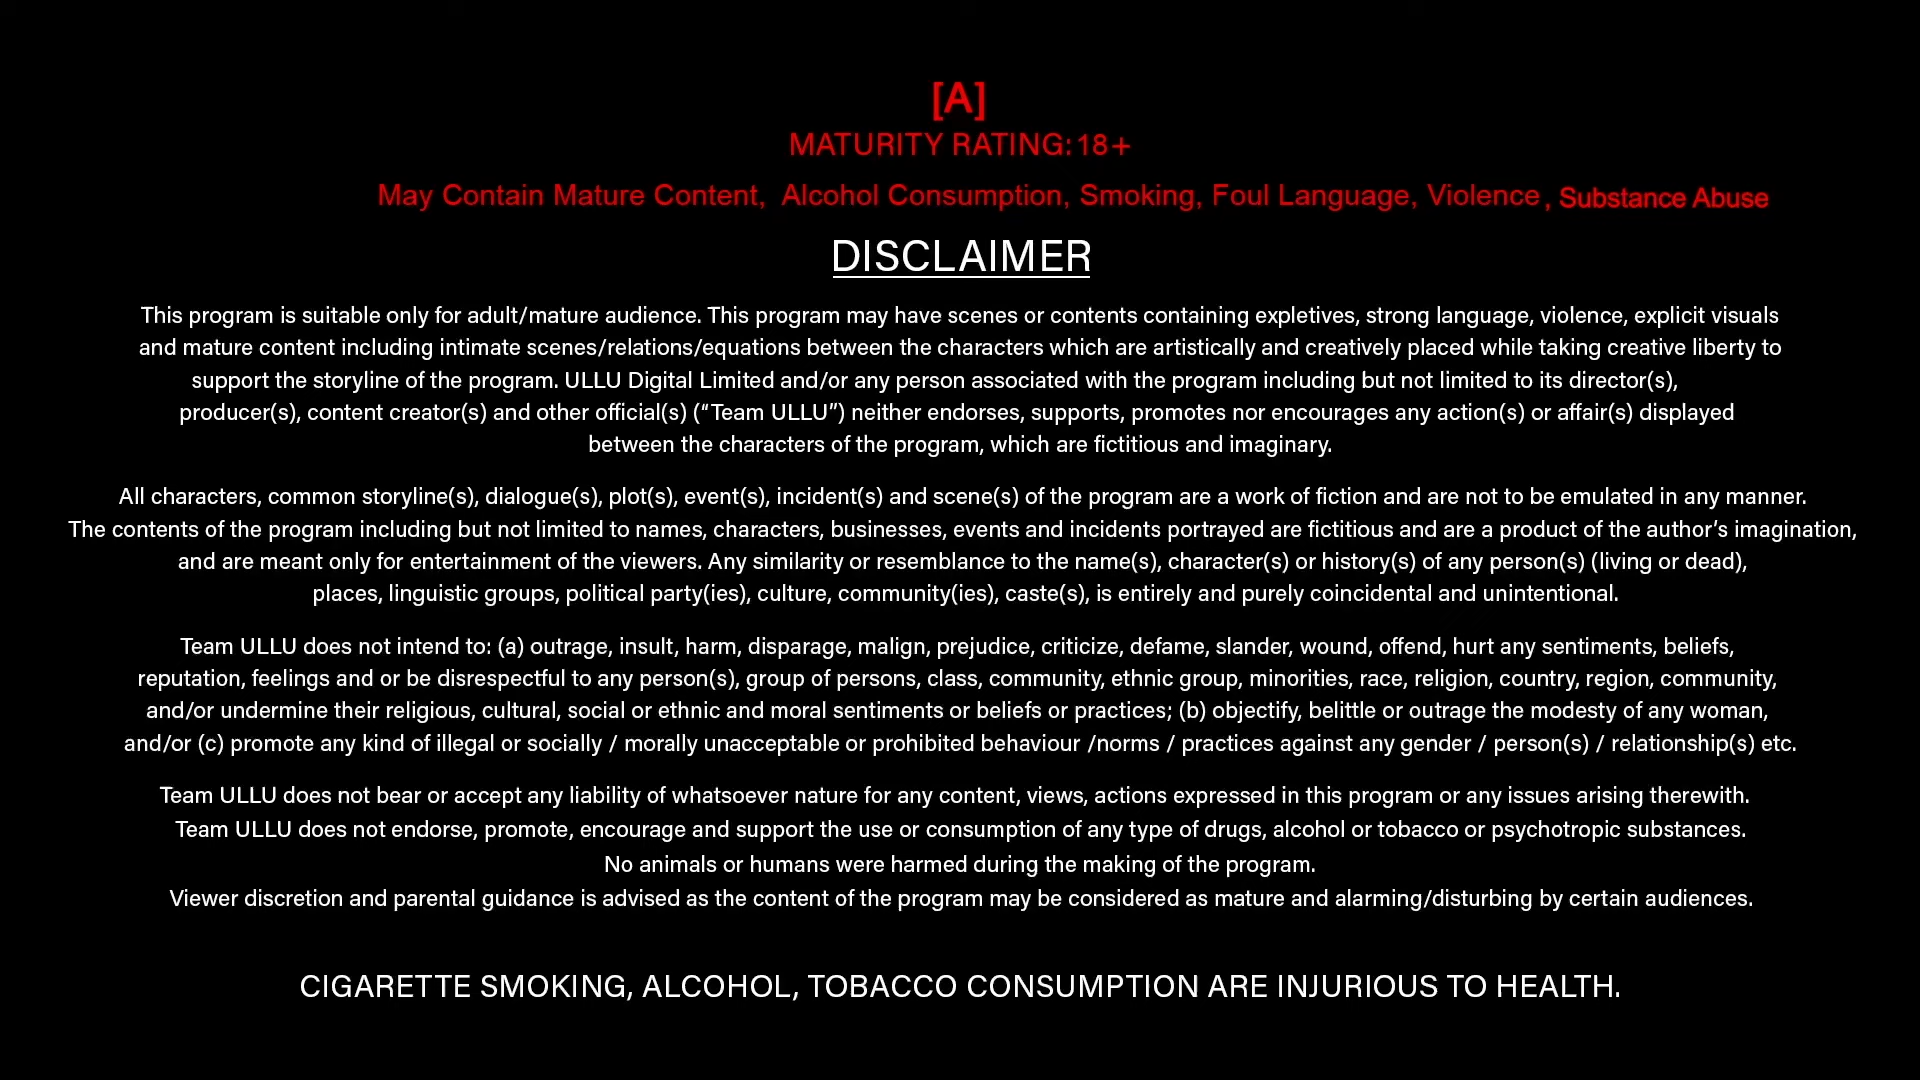 [A]
MATURITY RATING:18+
May Contain Mature Content, Alcohol Consumption, Smoking, Foul Language, Violence, Substance Abuse
DISCLAIMER
This program is suitable only for adult/mature audience. This program may have scenes or contents containing expletives, strong language, violence, explicit visuals
and mature content including intimate scenes/relations/equations between the characters which are artistically and creatively placed while taking creative liberty to
support the storyline of the program. ULLU Digital Limited and/or any person associated with the program including but not limited to its director(s),
producer(s), content creator(s) and other official(s) (“Team ULLU”) neither endorses, supports, promotes nor encourages any action(s) or affair(s) displayed
between the characters of the program, which are fictitious and imaginary.
All characters, common storyline(s), dialogue(s), plot(s), event(s), incident(s) and scene(s) of the program are a work of fiction and are not to be emulated in any manner.
The contents of the program including but not limited to names, characters, businesses, events and incidents portrayed are fictitious and are a product of the author’s imagination,
and are meant only for entertainment of the viewers. Any similarity or resemblance to the name(s), character(s) or history(s) of any person(s) (living or dead),
places, linguistic groups, political party(ies), culture, community(ies), caste(s), is entirely and purely coincidental and unintentional.
Team ULLU does not intend to: (a) outrage, insult, harm, disparage, malign, prejudice, criticize, defame, slander, wound, offend, hurt any sentiments, beliefs,
reputation, feelings and or be disrespectful to any person(s), group of persons, class, community, ethnic group, minorities, race, religion, country, region, community,
and/or undermine their religious, cultural, social or ethnic and moral sentiments or beliefs or practices; (b) objectify, belittle or outrage the modesty of any woman,
and/or (c) promote any kind of illegal or socially / morally unacceptable or prohibited behaviour /norms / practices against any gender / person(s) / relationship(s) etc.
Team ULLU does not bear or accept any liability of whatsoever nature for any content, views, actions expressed in this program or any issues arising therewith.
Team ULLU does not endorse, promote, encourage and support the use or consumption of any type of drugs, alcohol or tobacco or psychotropic substances.
No animals or humans were harmed during the making of the program.
Viewer discretion and parental guidance is advised as the content of the program may be considered as mature and alarming/disturbing by certain audiences.
CIGARETTE SMOKING, ALCOHOL, TOBACCO CONSUMPTION ARE INJURIOUS TO HEALTH.